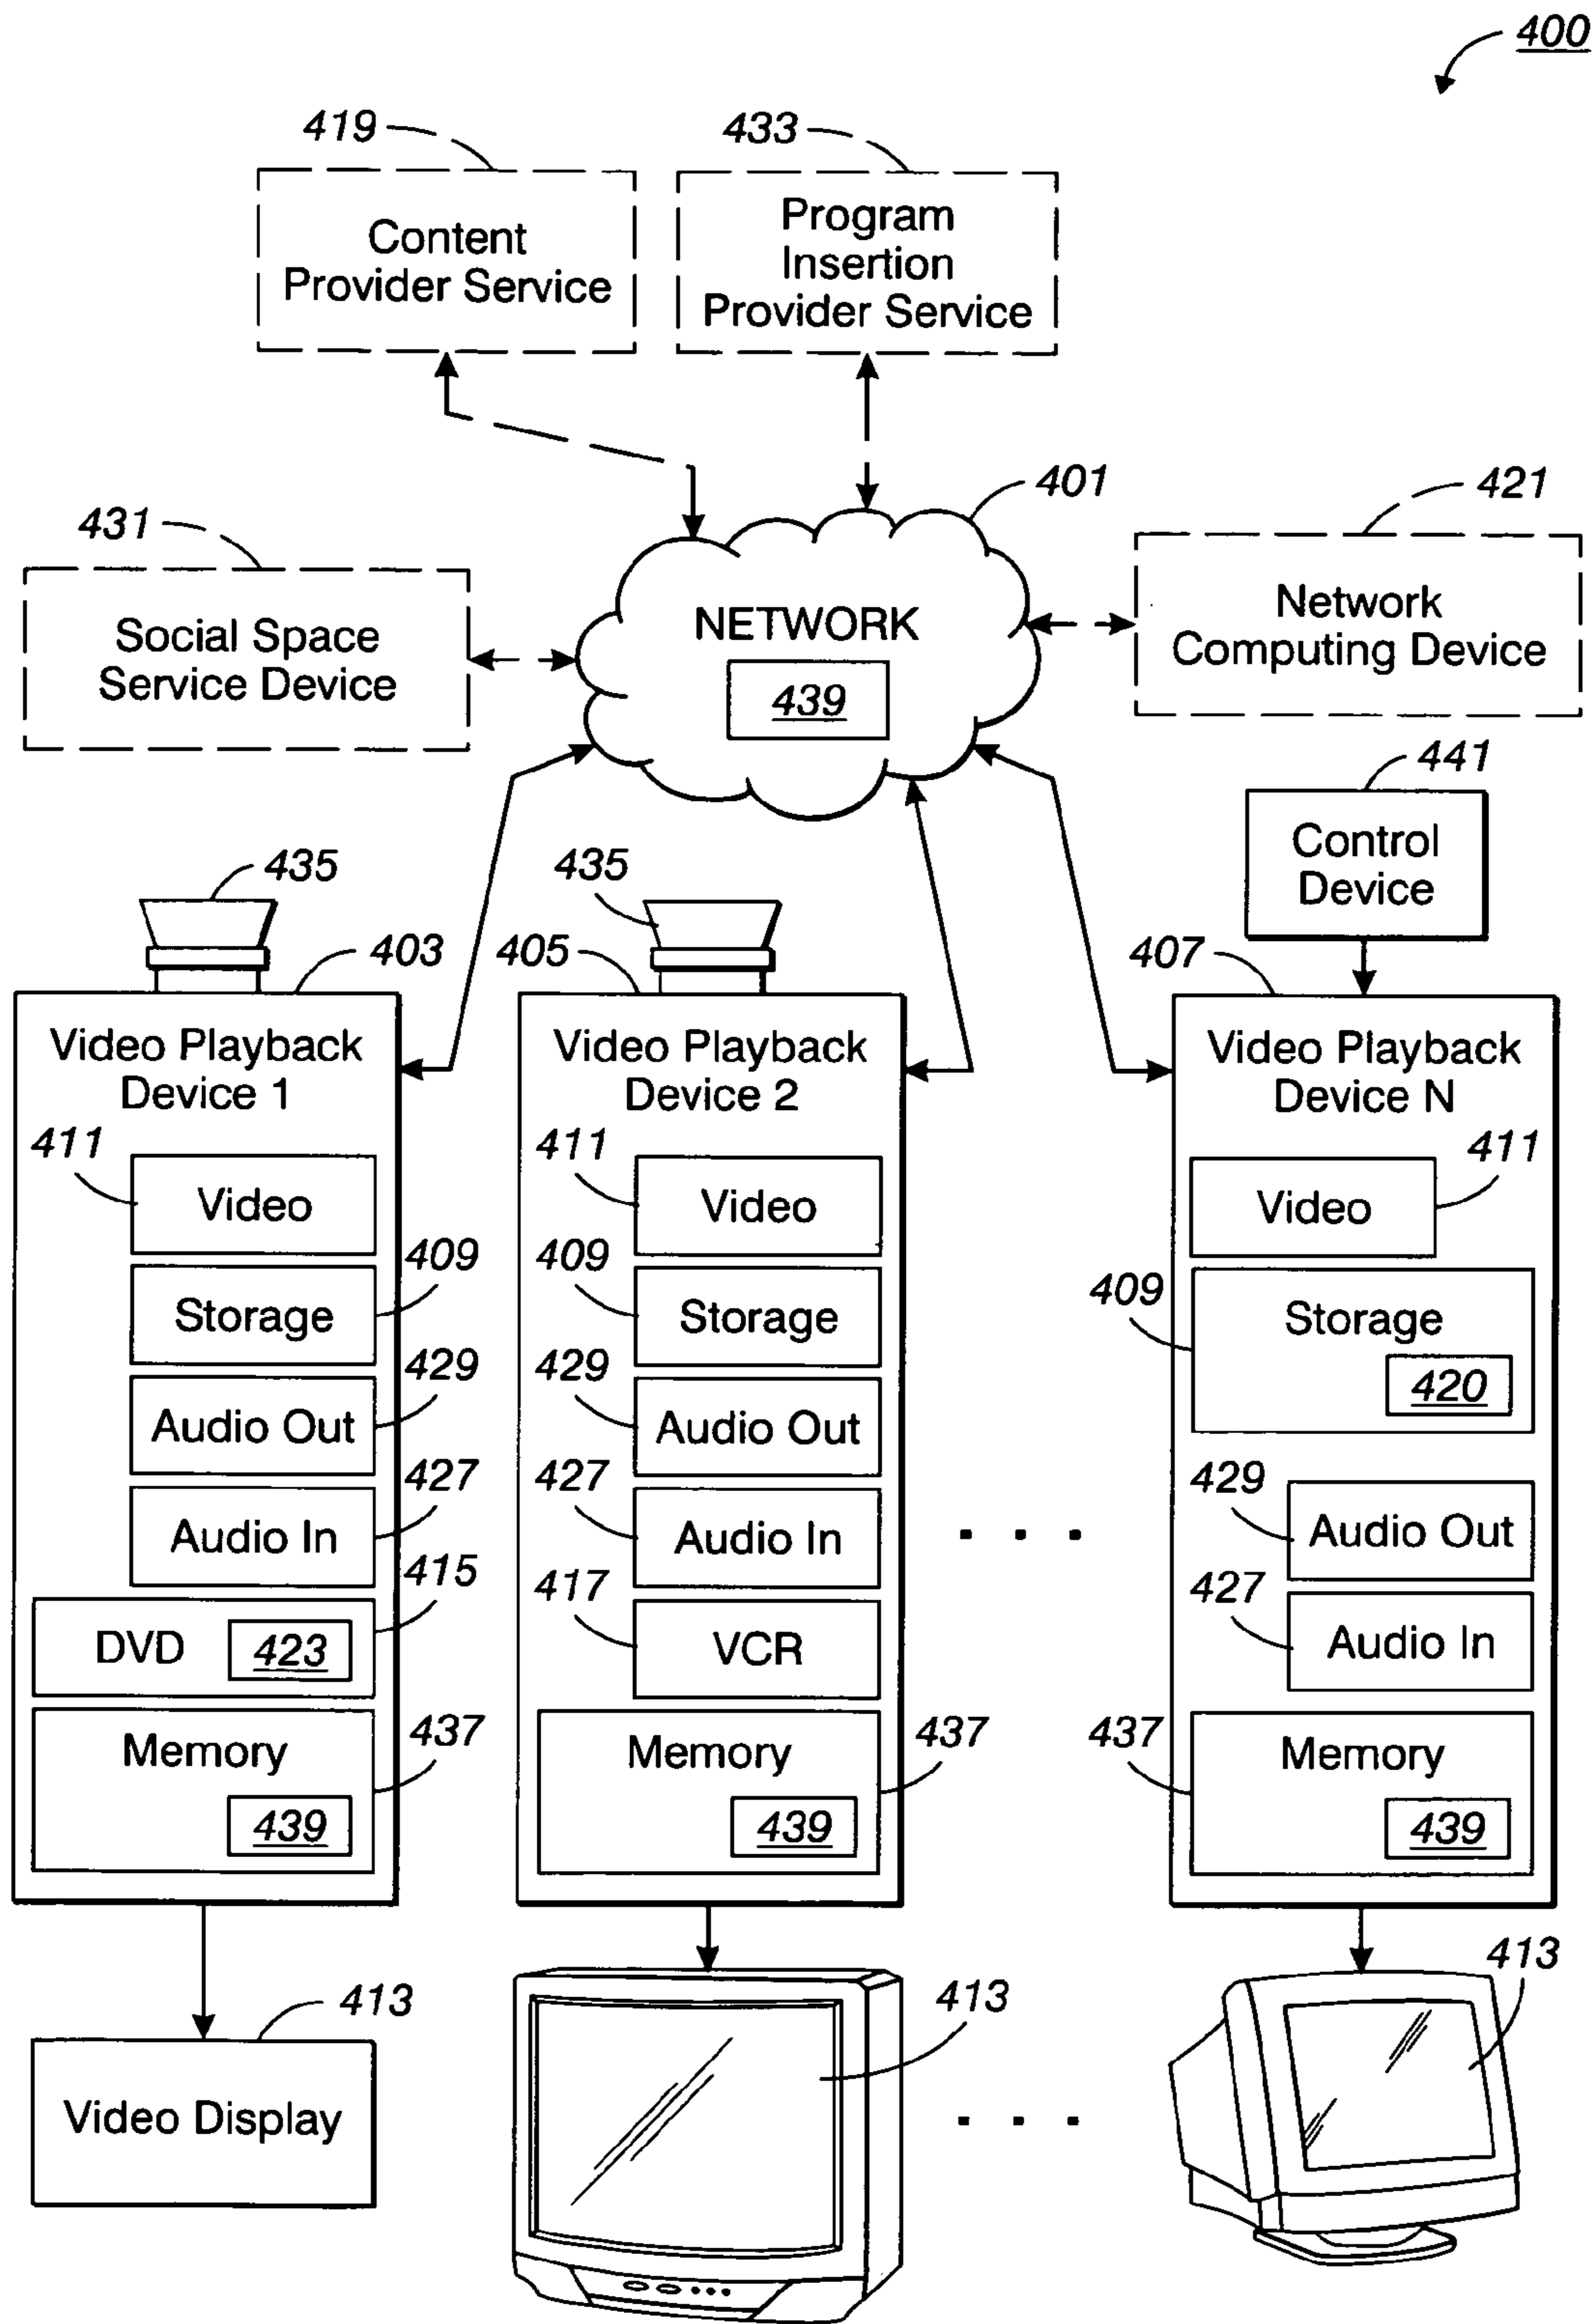 400
419
433
Content
Provider Service
Program
Insertion
Provider Service
401
421
431
Social Space
Service Device
NETWORK
439
Network
Computing Device
441
Control
Device
435
403
Video Playback
Device 1
411
Video
409
Storage
429
Audio Out
427
Audio In
415
DVD
423
437
Memory
439
413
Video Display
435
405
Video Playback
Device 2
411
Video
409
Storage
429
Audio Out
427
Audio In
417
VCR
437
Memory
439
413
. . .
. . .
407
Video Playback
Device N
411
Video
409
Storage
420
429
Audio Out
427
Audio In
437
Memory
439
413